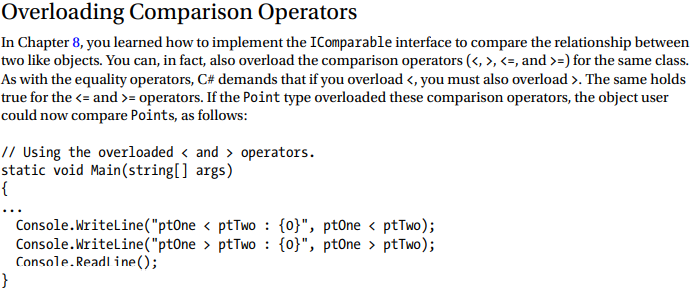 Overloading Comparison Operators
In Chapter 8, you learned how to implement the IComparable interface to compare the relationship between
two like objects. You can, in fact, also overload the comparison operators (<, >, <=, and >=) for the same class.
As with the equality operators, C# demands that if you overload <, you must also overload >. The same holds
true for the <= and >= operators. If the Point type overloaded these comparison operators, the object user
could now compare Points, as follows:
// Using the overloaded < and > operators.
static void Main(string[] args)
{
...
Console.WriteLine("ptOne < ptTwo : {0}", ptOne < ptTwo);
Console.WriteLine("ptOne > ptTwo : {0}", ptOne > ptTwo);
Console.ReadLine();
}